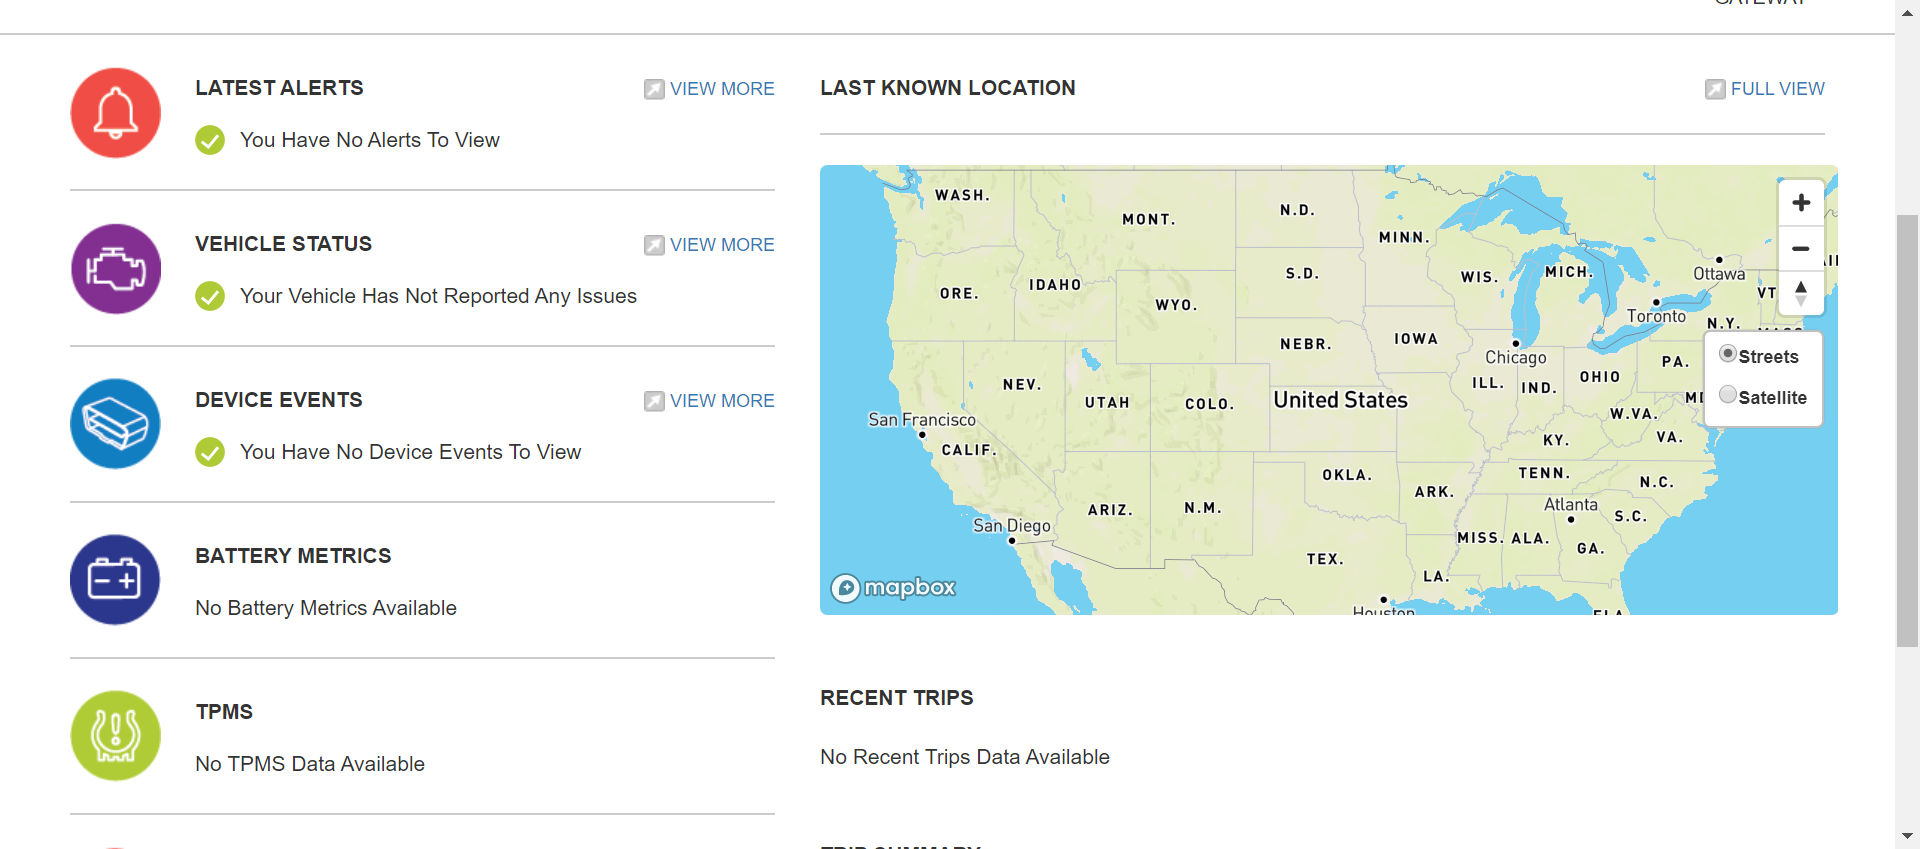 GATEWAY
LATEST ALERTS
VIEW MORE
You Have No Alerts To View
VEHICLE STATUS
VIEW MORE
Your Vehicle Has Not Reported Any Issues
DEVICE EVENTS
VIEW MORE
You Have No Device Events To View
BATTERY METRICS
No Battery Metrics Available
TPMS
No TPMS Data Available
LAST KNOWN LOCATION
FULL VIEW
WASH.
MONT.
N.D.
MINN.
ORE.
IDAHO
WYO.
S.D.
WIS.
MICH.
Ottawa
VT
Toronto
N.Y.
NEBR.
IOWA
Chicago
Streets
NEV.
UTAH
COLO.
United States
ILL.
IND.
OHIO
PA.
Satellite
San Francisco
CALIF.
W.VA.
KY.
VA.
OKLA.
TENN.
N.C.
ARIZ.
N.M.
ARK.
Atlanta
S.C.
San Diego
MISS.
ALA.
GA.
TEX.
LA.
mapbox
Houston
FLA
RECENT TRIPS
No Recent Trips Data Available
TRIP SUMMARY